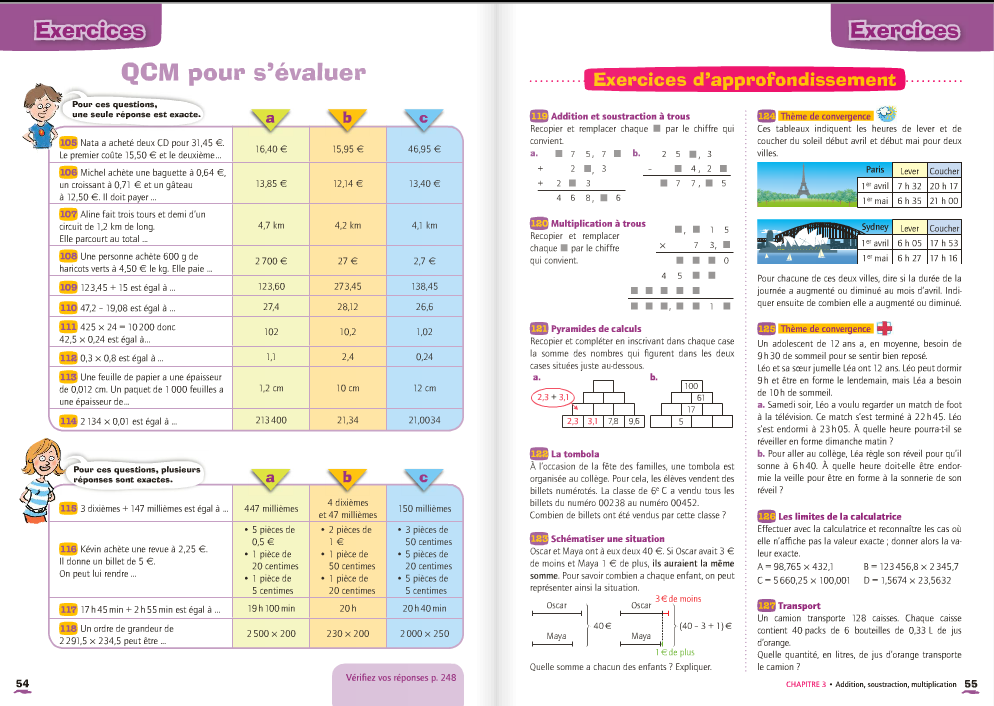 Exercices
QCM pour s'évaluer
Pour ces questions,
une seule réponse est exacte.
a b c
105 Nata a acheté deux CD pour 31,45 €.
Le premier coûte 15,50 € et le deuxième...
16,40 € 15,95 € 46,95 €
106 Michel achète une baguette à 0,64 €,
un croissant à 0,71 € et un gâteau
à 12,50 €. Il doit payer ...
13,85 € 12,14 € 13,40 €
107 Aline fait trois tours et demi d'un
circuit de 1,2 km de long.
Elle parcourt au total ...
4,7 km 4,2 km 4,1 km
108 Une personne achète 600 g de
haricots verts à 4,50 € le kg. Elle paie ...
2 700 € 27 € 2,7 €
109 123,45 + 15 est égal à ...
123,60 273,45 138,45
110 47,2 – 19,08 est égal à ...
27,4 28,12 26,6
111 425 × 24 = 10 200 donc
42,5 × 0,24 est égal à...
102 10,2 1,02
112 0,3 × 0,8 est égal à ...
1,1 2,4 0,24
113 Une feuille de papier a une épaisseur
de 0,012 cm. Un paquet de 1 000 feuilles a
une épaisseur de...
1,2 cm 10 cm 12 cm
114 2 134 × 0,01 est égal à ...
213 400 21,34 21,0034
Pour ces questions, plusieurs
réponses sont exactes.
a b c
115 3 dixièmes + 147 millièmes est égal à ...
447 millièmes
4 dixièmes
et 47 millièmes
150 millièmes
116 Kévin achète une revue à 2,25 €.
Il donne un billet de 5 €.
On peut lui rendre ...
• 5 pièces de
0,5 €
• 1 pièce de
20 centimes
• 1 pièce de
5 centimes
• 2 pièces de
1 €
• 1 pièce de
50 centimes
• 1 pièce de
20 centimes
• 3 pièces de
50 centimes
• 5 pièces de
20 centimes
• 5 pièces de
5 centimes
117 17 h 45 min + 2 h 55 min est égal à ...
19 h 100 min 20 h 20 h 40 min
118 Un ordre de grandeur de
2 291,5 × 234,5 peut être ...
2 500 × 200 230 × 200 2 000 × 250
Vérifiez vos réponses p. 248
54
Exercices
Exercices d'approfondissement
119 Addition et soustraction à trous
Recopier et remplacer chaque ■ par le chiffre qui
convient.
a. ■ 7 5, 7 ■
+ 2 ■, 3
+ 2 ■ 3
4 6 8, ■ 6
b. 2 5 ■, 3
– ■ 4, 2 ■
■ 7 7, ■ 5
120 Multiplication à trous
Recopier et remplacer
chaque ■ par le chiffre
qui convient.
■, ■ 1 5
× 7 3, ■
■ ■ ■ 0
4 5 ■ ■
■ ■ ■ ■ ■
■ ■ ■, ■ ■ 1 ■
121 Pyramides de calculs
Recopier et compléter en inscrivant dans chaque case
la somme des nombres qui figurent dans les deux
cases situées juste au-dessous.
a.
2,3 + 3,1
2,3 3,1 7,8 9,6
b.
100
61
17
5
122 La tombola
À l'occasion de la fête des familles, une tombola est
organisée au collège. Pour cela, les élèves vendent des
billets numérotés. La classe de 6e C a vendu tous les
billets du numéro 00238 au numéro 00452.
Combien de billets ont été vendus par cette classe ?
123 Schématiser une situation
Oscar et Maya ont à eux deux 40 €. Si Oscar avait 3 €
de moins et Maya 1 € de plus, ils auraient la même
somme. Pour savoir combien a chaque enfant, on peut
représenter ainsi la situation.
Oscar
Maya
40 €
3 € de moins
Oscar
Maya
(40 – 3 + 1) €
1 € de plus
Quelle somme a chacun des enfants ? Expliquer.
124 Thème de convergence
Ces tableaux indiquent les heures de lever et de
coucher du soleil début avril et début mai pour deux
villes.
Paris Lever Coucher
1er avril 7 h 32 20 h 17
1er mai 6 h 35 21 h 00
Sydney Lever Coucher
1er avril 6 h 05 17 h 53
1er mai 6 h 27 17 h 16
Pour chacune de ces deux villes, dire si la durée de la
journée a augmenté ou diminué au mois d'avril. Indi-
quer ensuite de combien elle a augmenté ou diminué.
125 Thème de convergence
Un adolescent de 12 ans a, en moyenne, besoin de
9 h 30 de sommeil pour se sentir bien reposé.
Léo et sa sœur jumelle Léa ont 12 ans. Léo peut dormir
9 h et être en forme le lendemain, mais Léa a besoin
de 10 h de sommeil.
a. Samedi soir, Léo a voulu regarder un match de foot
à la télévision. Ce match s'est terminé à 22 h 45. Léo
s'est endormi à 23 h 05. À quelle heure pourra-t-il se
réveiller en forme dimanche matin ?
b. Pour aller au collège, Léa règle son réveil pour qu'il
sonne à 6 h 40. À quelle heure doit-elle être endor-
mie la veille pour être en forme à la sonnerie de son
réveil ?
126 Les limites de la calculatrice
Effectuer avec la calculatrice et reconnaître les cas où
elle n'affiche pas la valeur exacte ; donner alors la va-
leur exacte.
A = 98,765 × 432,1 B = 123 456,8 × 2 345,7
C = 5 660,25 × 100,001 D = 1,5674 × 23,5632
127 Transport
Un camion transporte 128 caisses. Chaque caisse
contient 40 packs de 6 bouteilles de 0,33 L de jus
d'orange.
Quelle quantité, en litres, de jus d'orange transporte
le camion ?
CHAPITRE 3 • Addition, soustraction, multiplication 55